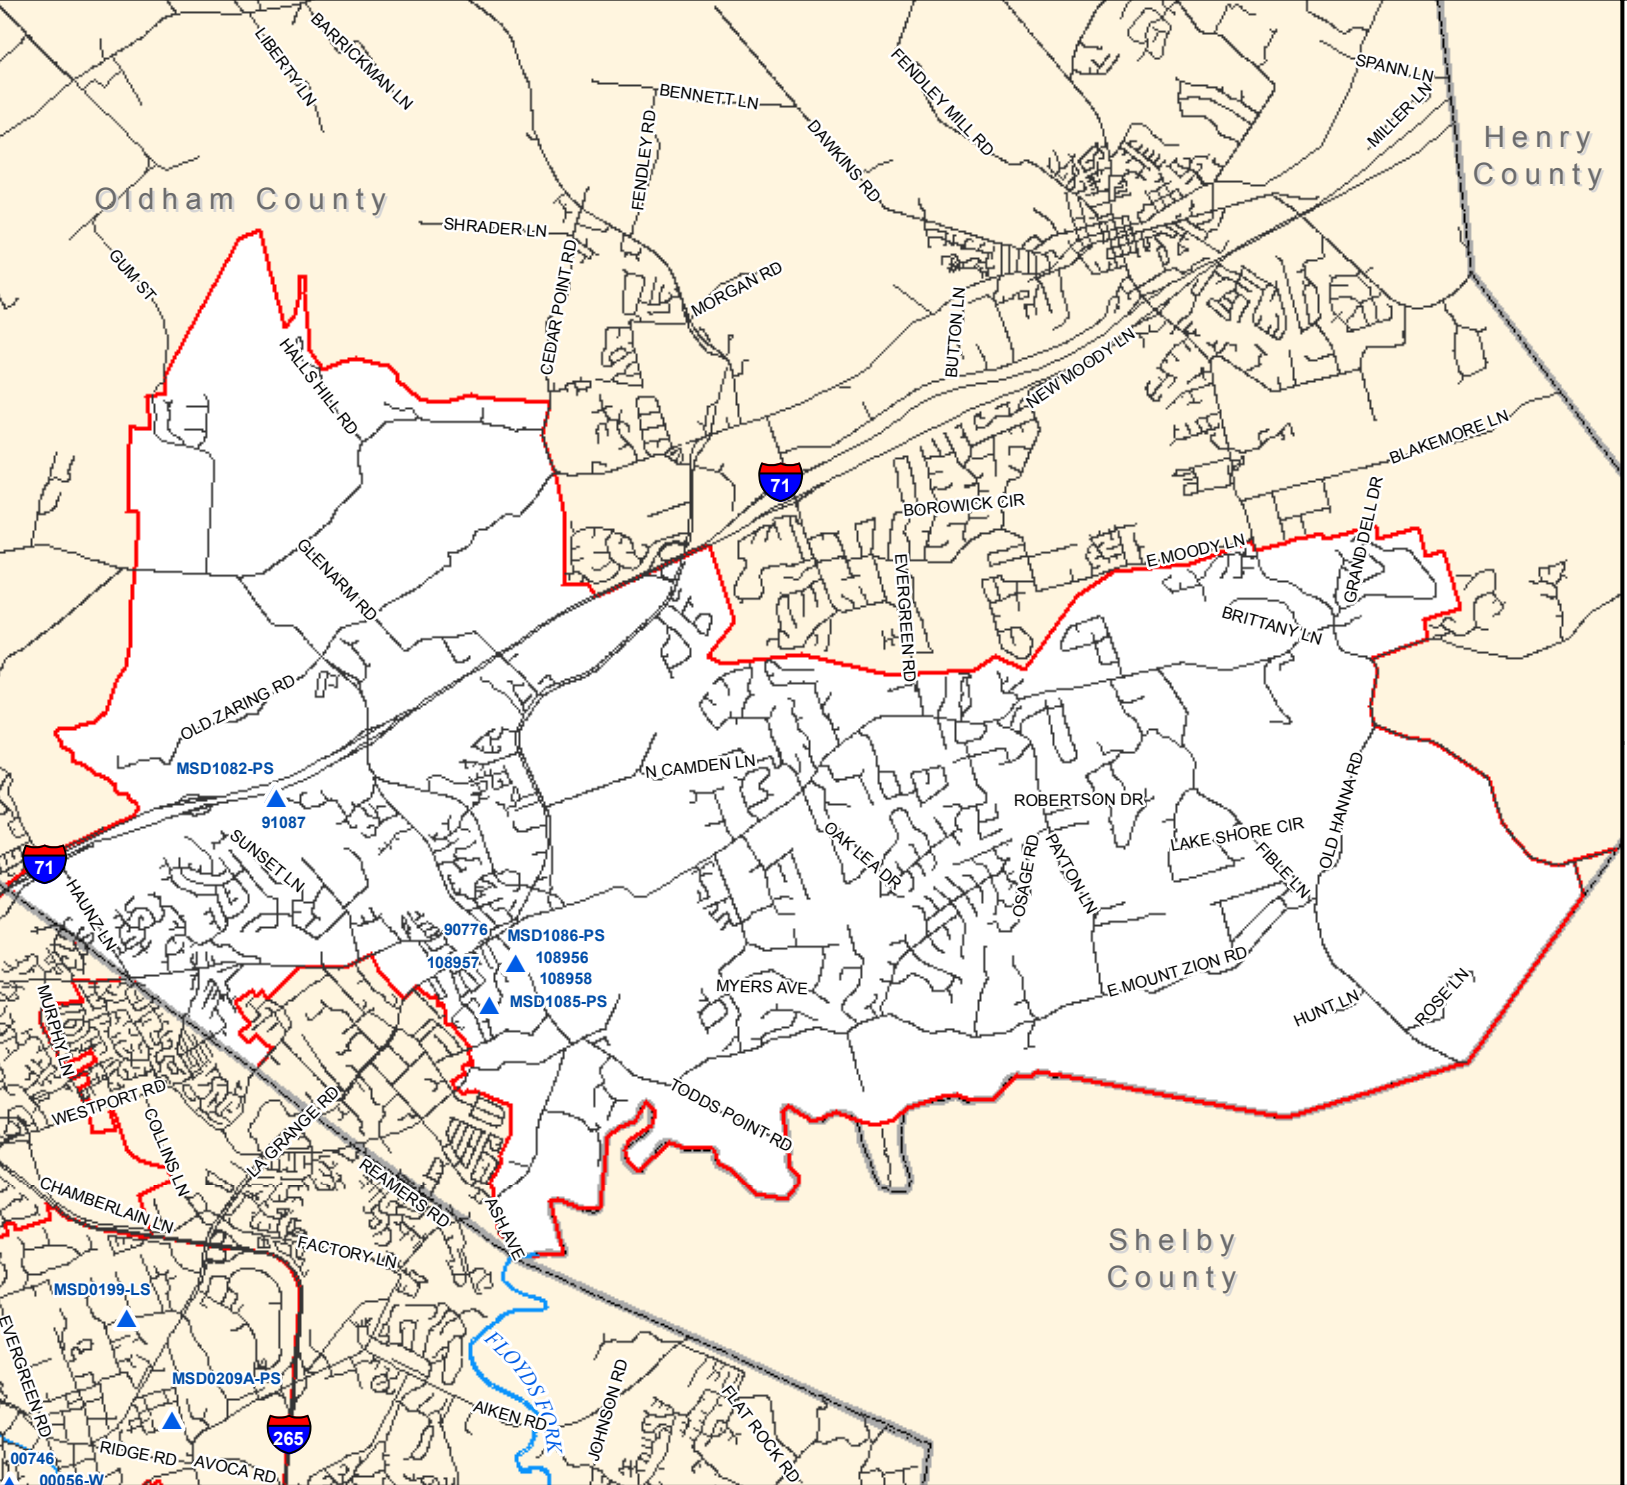 BARRICKMAN LN
LIBERTY LN
SPANN LN
FENDLEY MILL RD
BENNETT LN
MILLER LN
FENDLEY RD
DAWKINS RD
Henry
County
Oldham County
SHRADER LN
GUM ST
CEDAR POINT RD
MORGAN RD
BUTTON LN
NEW MOODY LN
HALLS HILL RD
BLAKEMORE LN
71
BOROWICK CIR
GRAND DELL DR
E MOODY LN
GLENARM RD
EVERGREEN RD
BRITTANY LN
OLD ZARING RD
MSD1082-PS
N CAMDEN LN
OLD HANNA RD
ROBERTSON DR
91087
LAKE SHORE CIR
SUNSET LN
OAK LEA DR
71
OSAGE RD
PAYTON LN
FIBLE LN
HAUNZ LN
90776
MSD1086-PS
108956
108957
108958
E MOUNT ZION RD
MYERS AVE
MSD1085-PS
HUNT LN
ROSE LN
MURPHY LN
WESTPORT RD
LA GRANGE RD
TODDS POINT RD
COLLINS LN
CHAMBERLAIN LN
REAMERS RD
ASH AVE
FACTORY LN
Shelby
County
MSD0199-LS
EVERGREEN RD
FLOYDS FORK
MSD0209A-PS
JOHNSON RD
FLAT ROCK RD
AIKEN RD
265
RIDGE RD
AVOCA RD
00746
00056-W